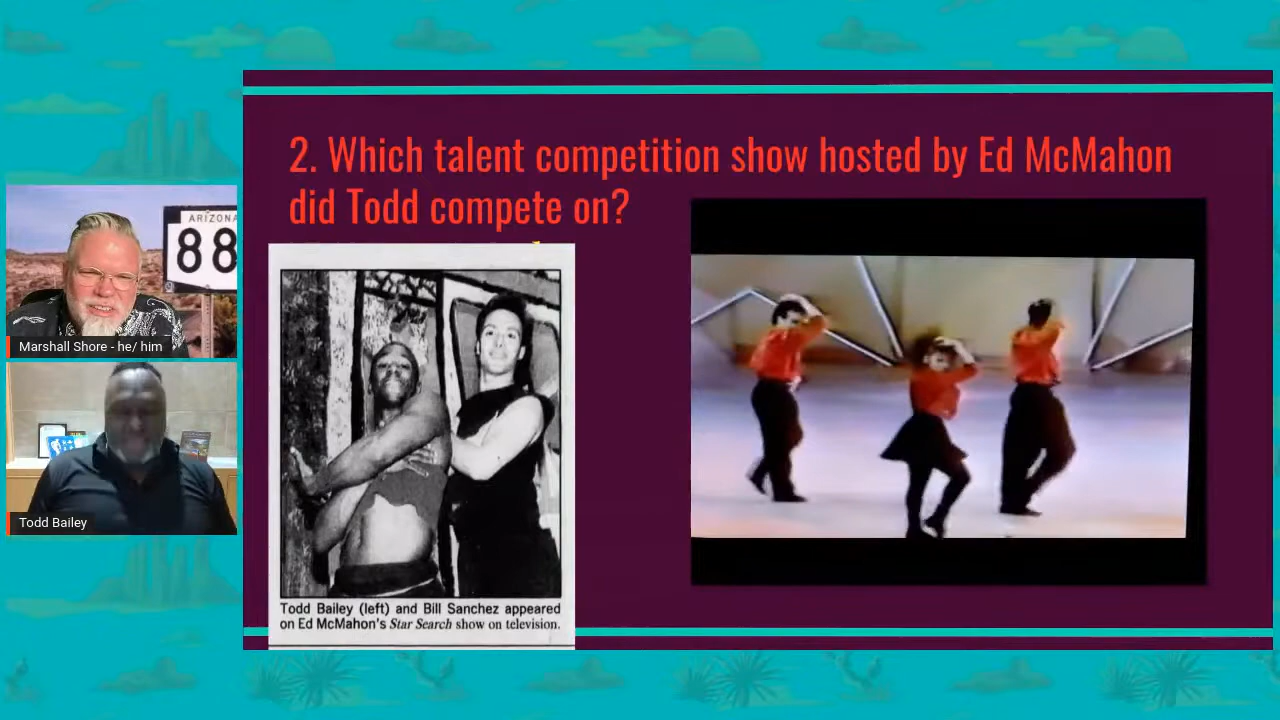 2. Which talent competition show hosted by Ed McMahon
did Todd compete on?
ARIZONA
88
Marshall Shore - he/ him
Todd Bailey
Todd Bailey (left) and Bill Sanchez appeared
on Ed McMahon's Star Search show on television.